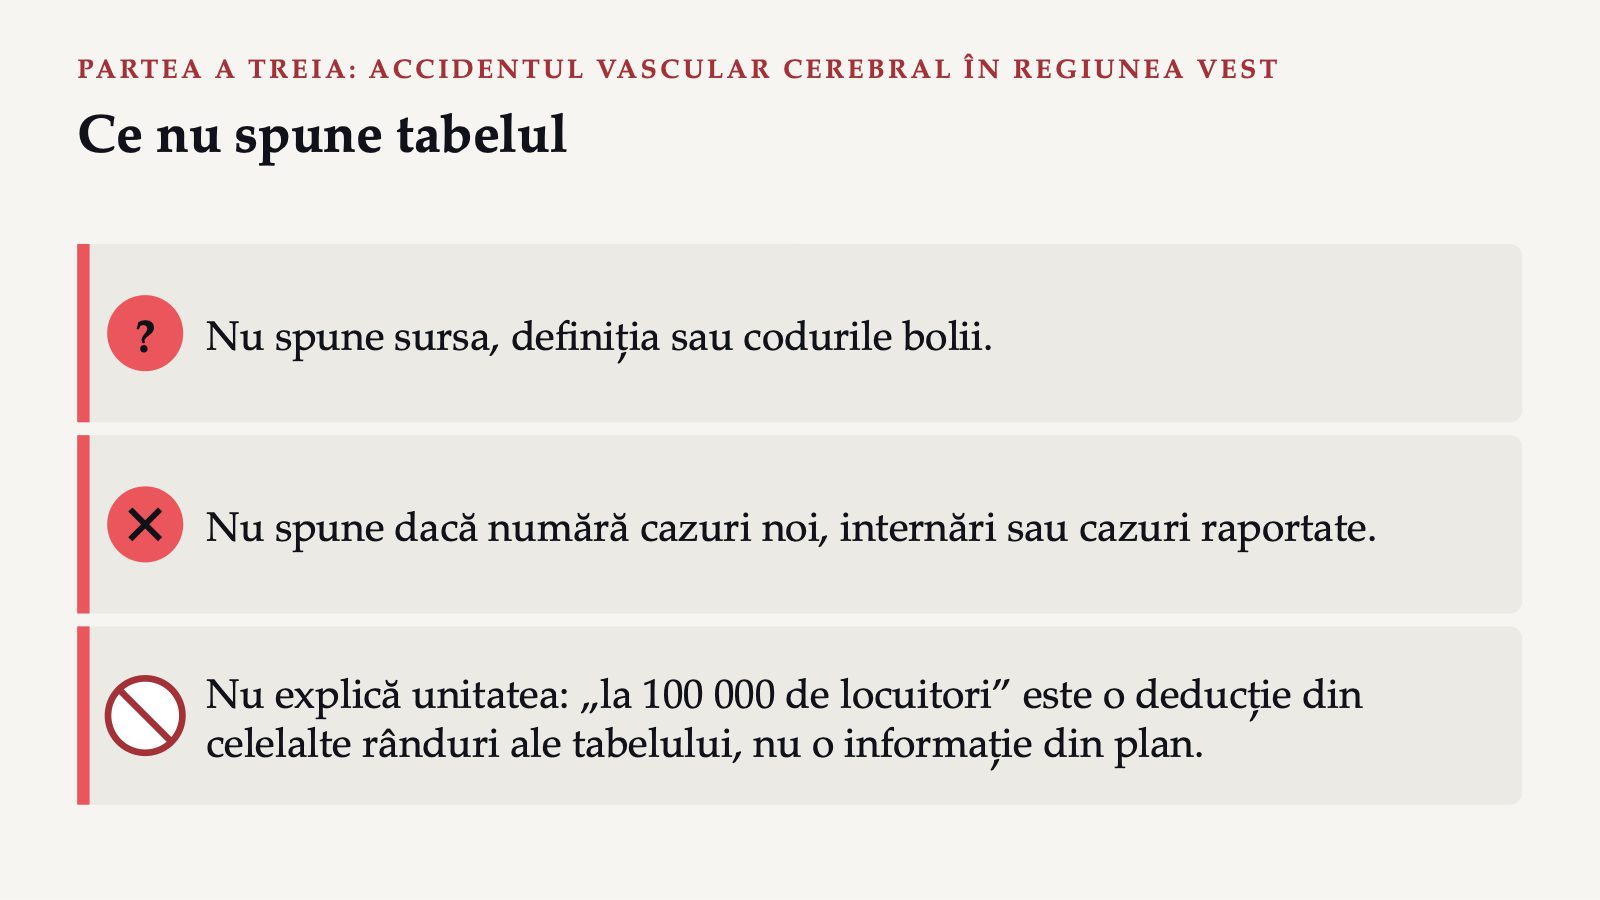 PARTEA A TREIA: ACCIDENTUL VASCULAR CEREBRAL ÎN REGIUNEA VEST
Ce nu spune tabelul
?
Nu spune sursa, definiția sau codurile bolii.
Nu spune dacă numără cazuri noi, internări sau cazuri raportate.
Nu explică unitatea: „la 100 000 de locuitori” este o deducție din
celelalte rânduri ale tabelului, nu o informație din plan.